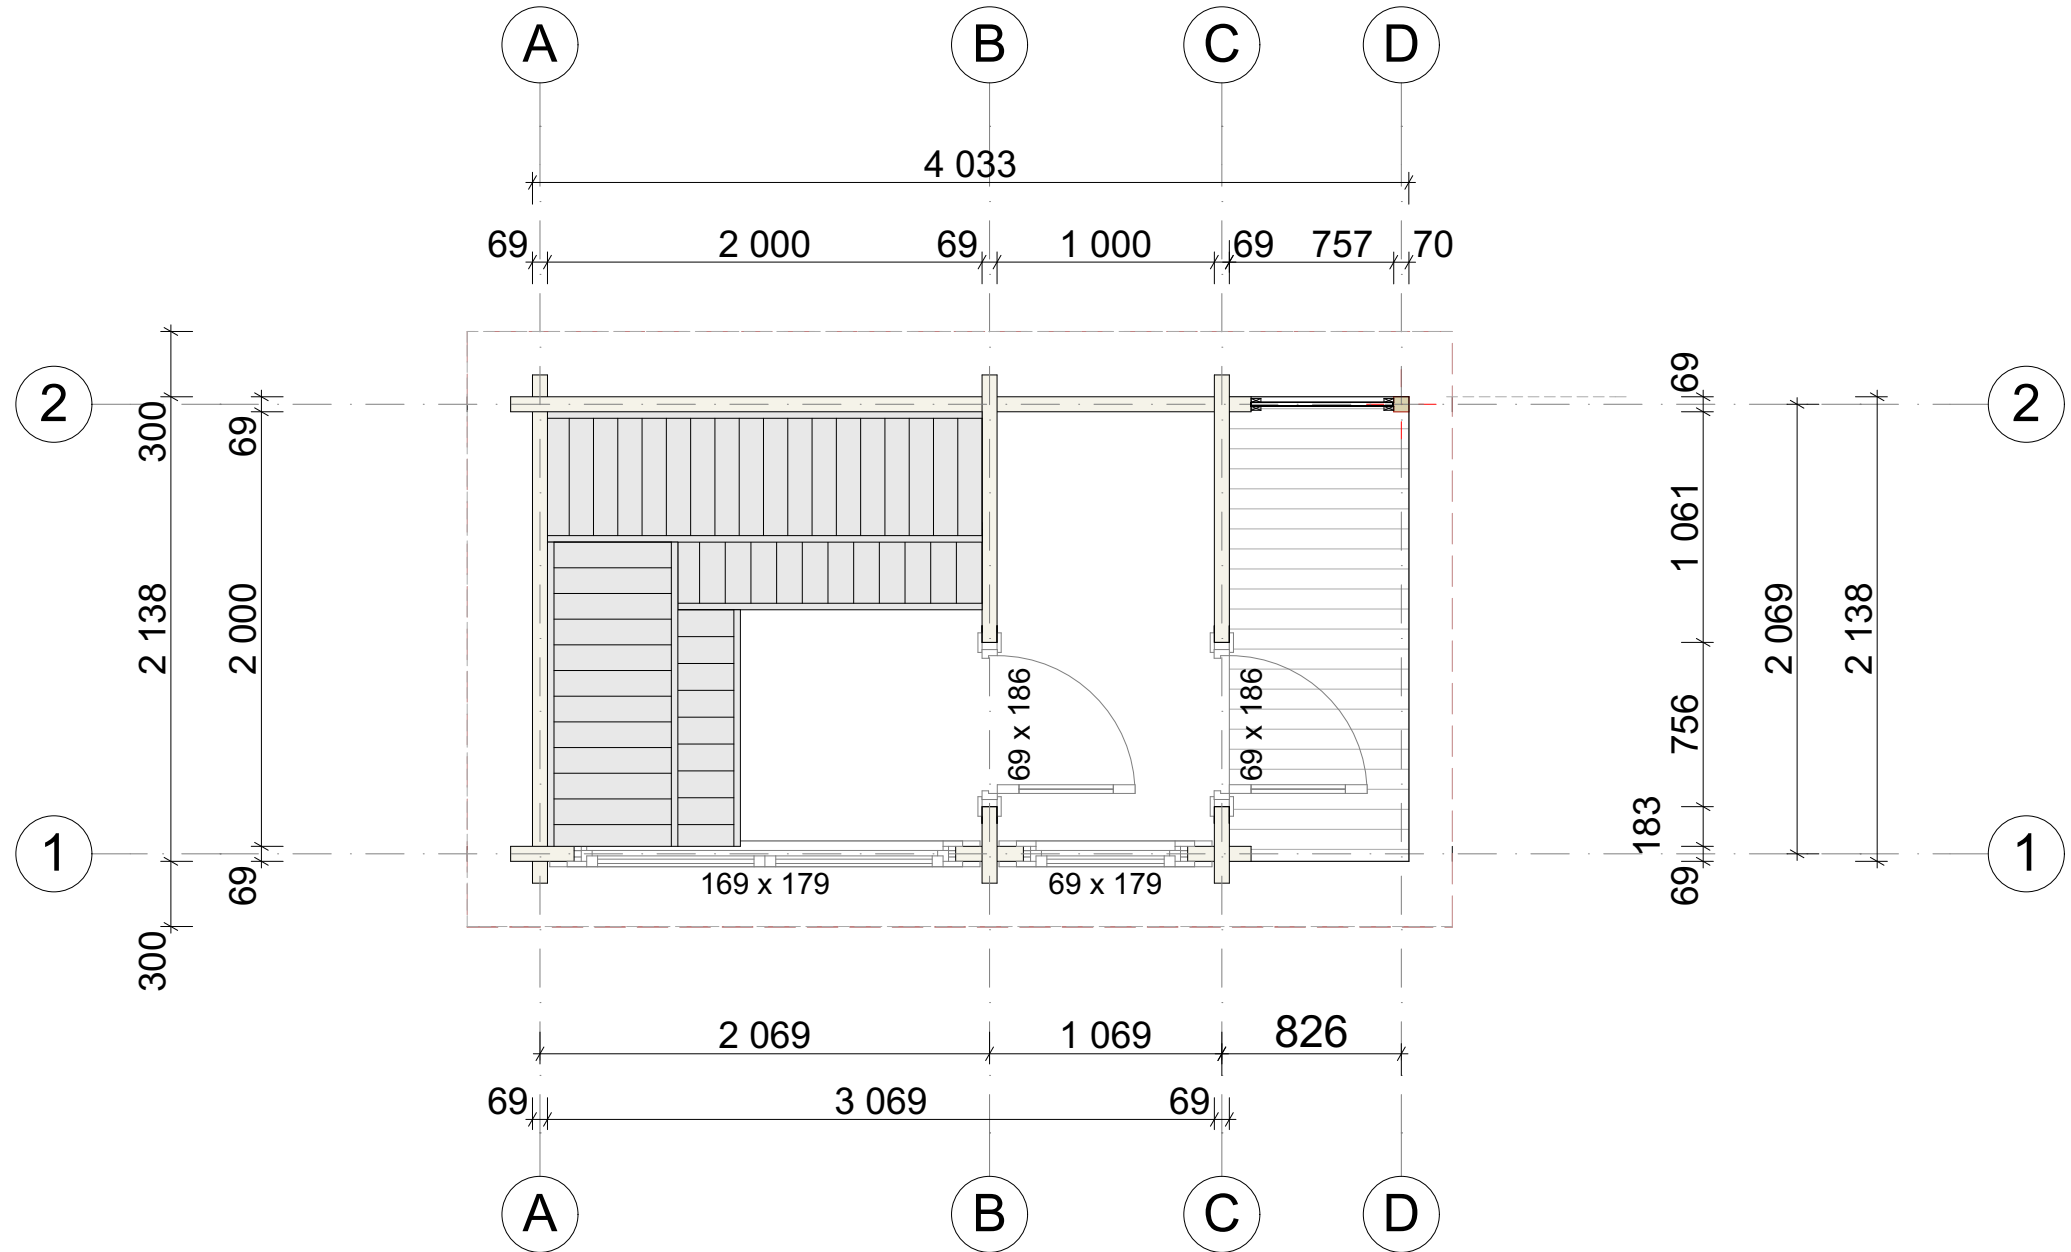 A B C D
4 033
69 2 000 69 1 000 69 757 70
2 2
300 69 69
1 061
2 138 2 000 2 069 2 138
69 x 186 69 x 186
756
183
1 1
69 69
169 x 179 69 x 179
300
2 069 1 069 826
69 3 069 69
A B C D